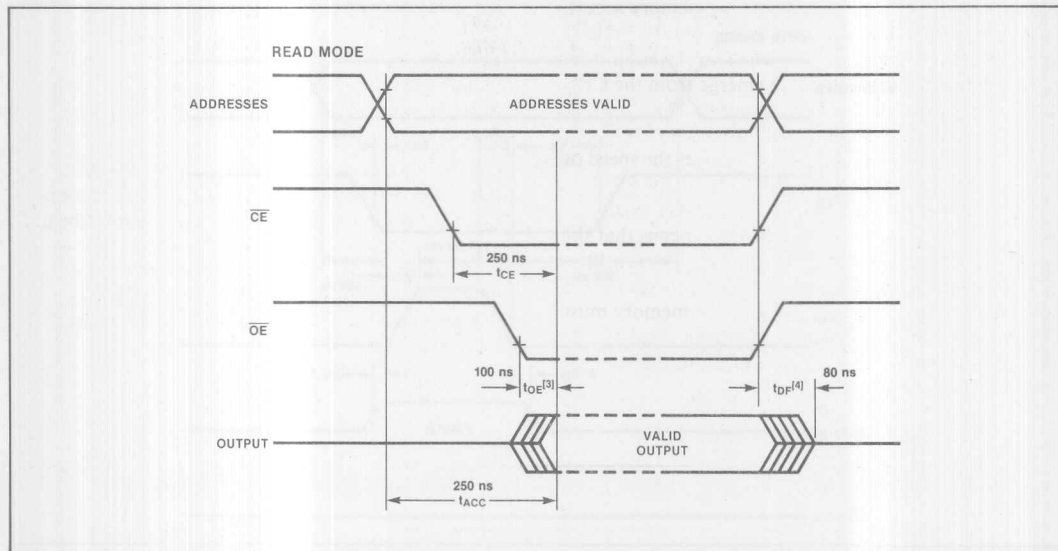 READ MODE
ADDRESSES
ADDRESSES VALID
CE
250 ns
tCE
OE
100 ns
tOE[3]
tDF[4]
80 ns
OUTPUT
VALID
OUTPUT
250 ns
tACC